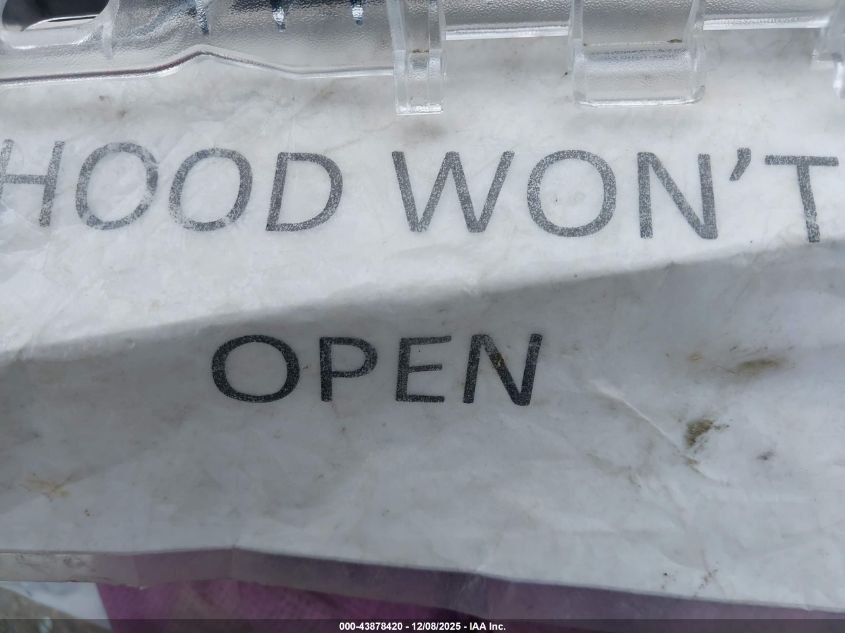 HOOD WON'T
OPEN
000-43878420 - 12/08/2025 - IAA Inc.